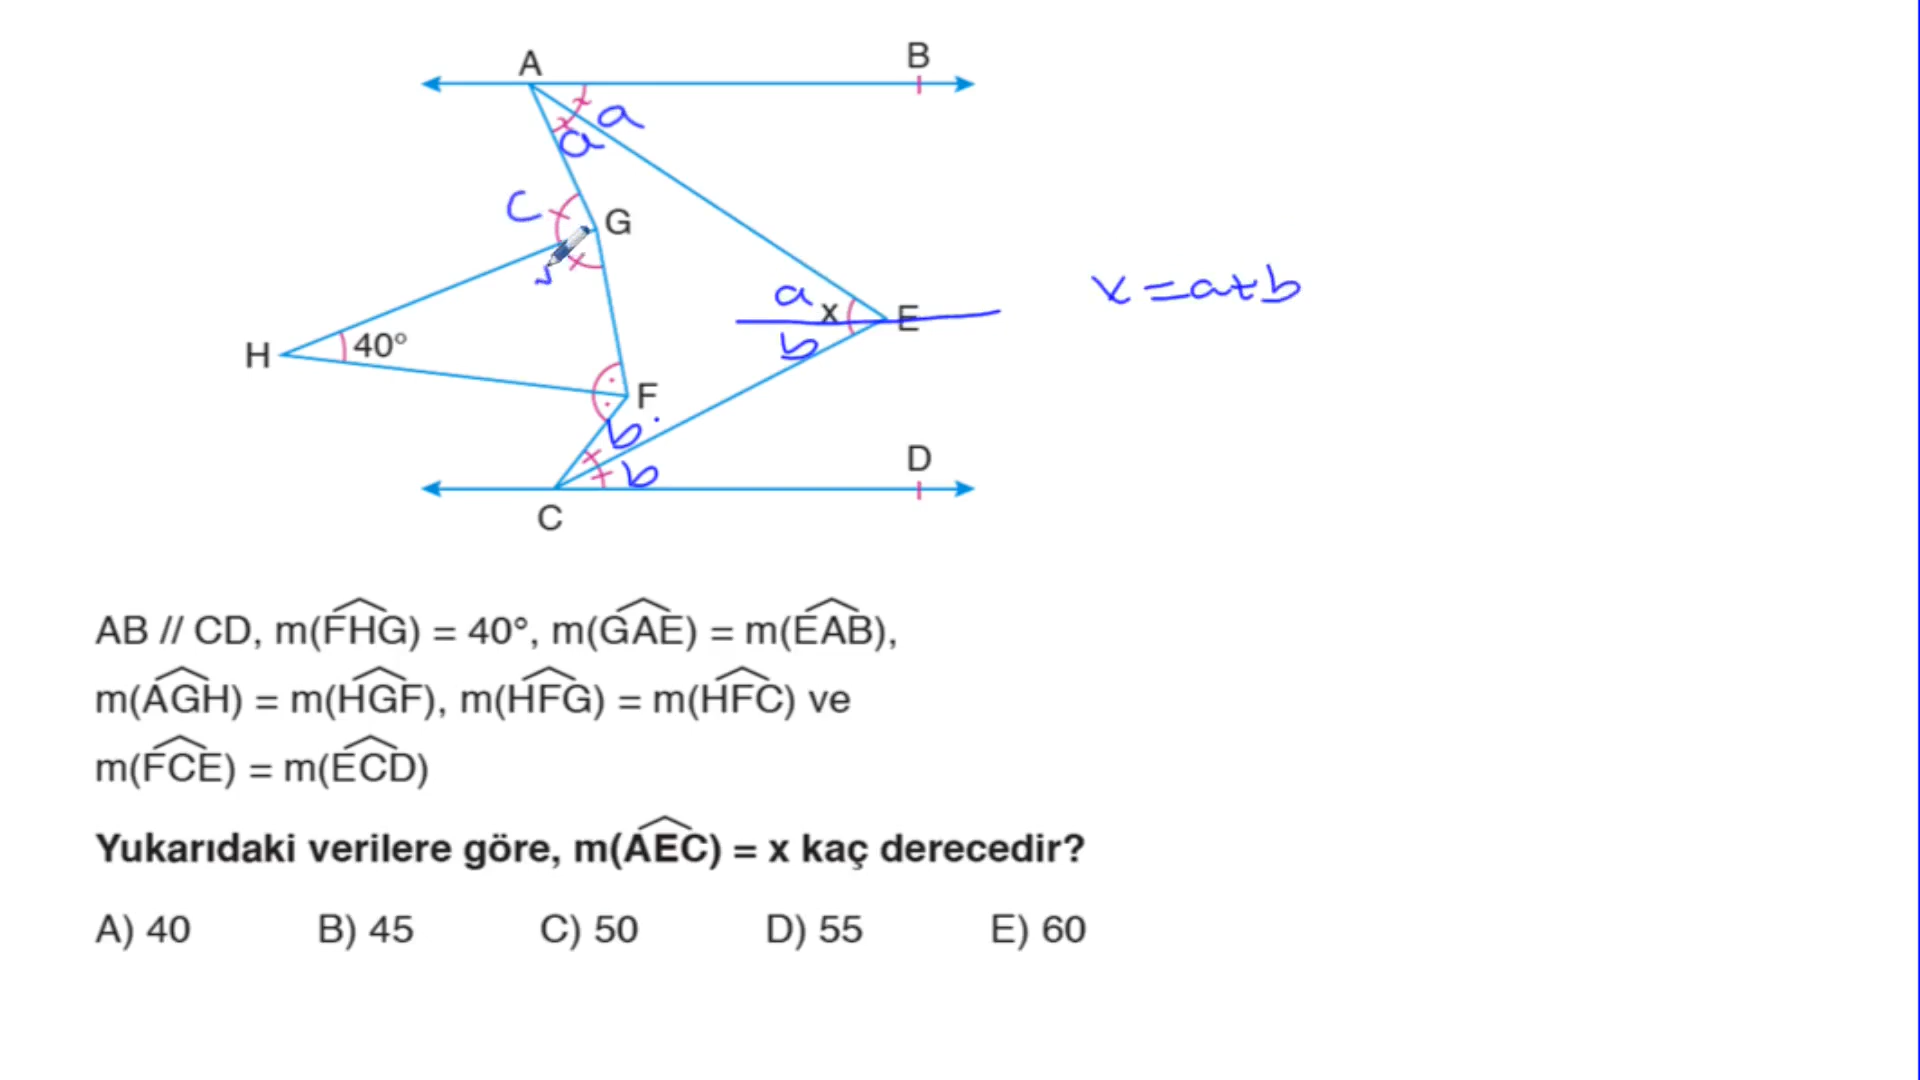 A
B
a
a
c
G
a
x
E
x = a+b
b
H
40°
F
b
b
D
C
AB // CD, m(FHG) = 40°, m(GAE) = m(EAB),
m(AGH) = m(HGF), m(HFG) = m(HFC) ve
m(FCE) = m(ECD)
Yukarıdaki verilere göre, m(AEC) = x kaç derecedir?
A) 40 B) 45 C) 50 D) 55 E) 60